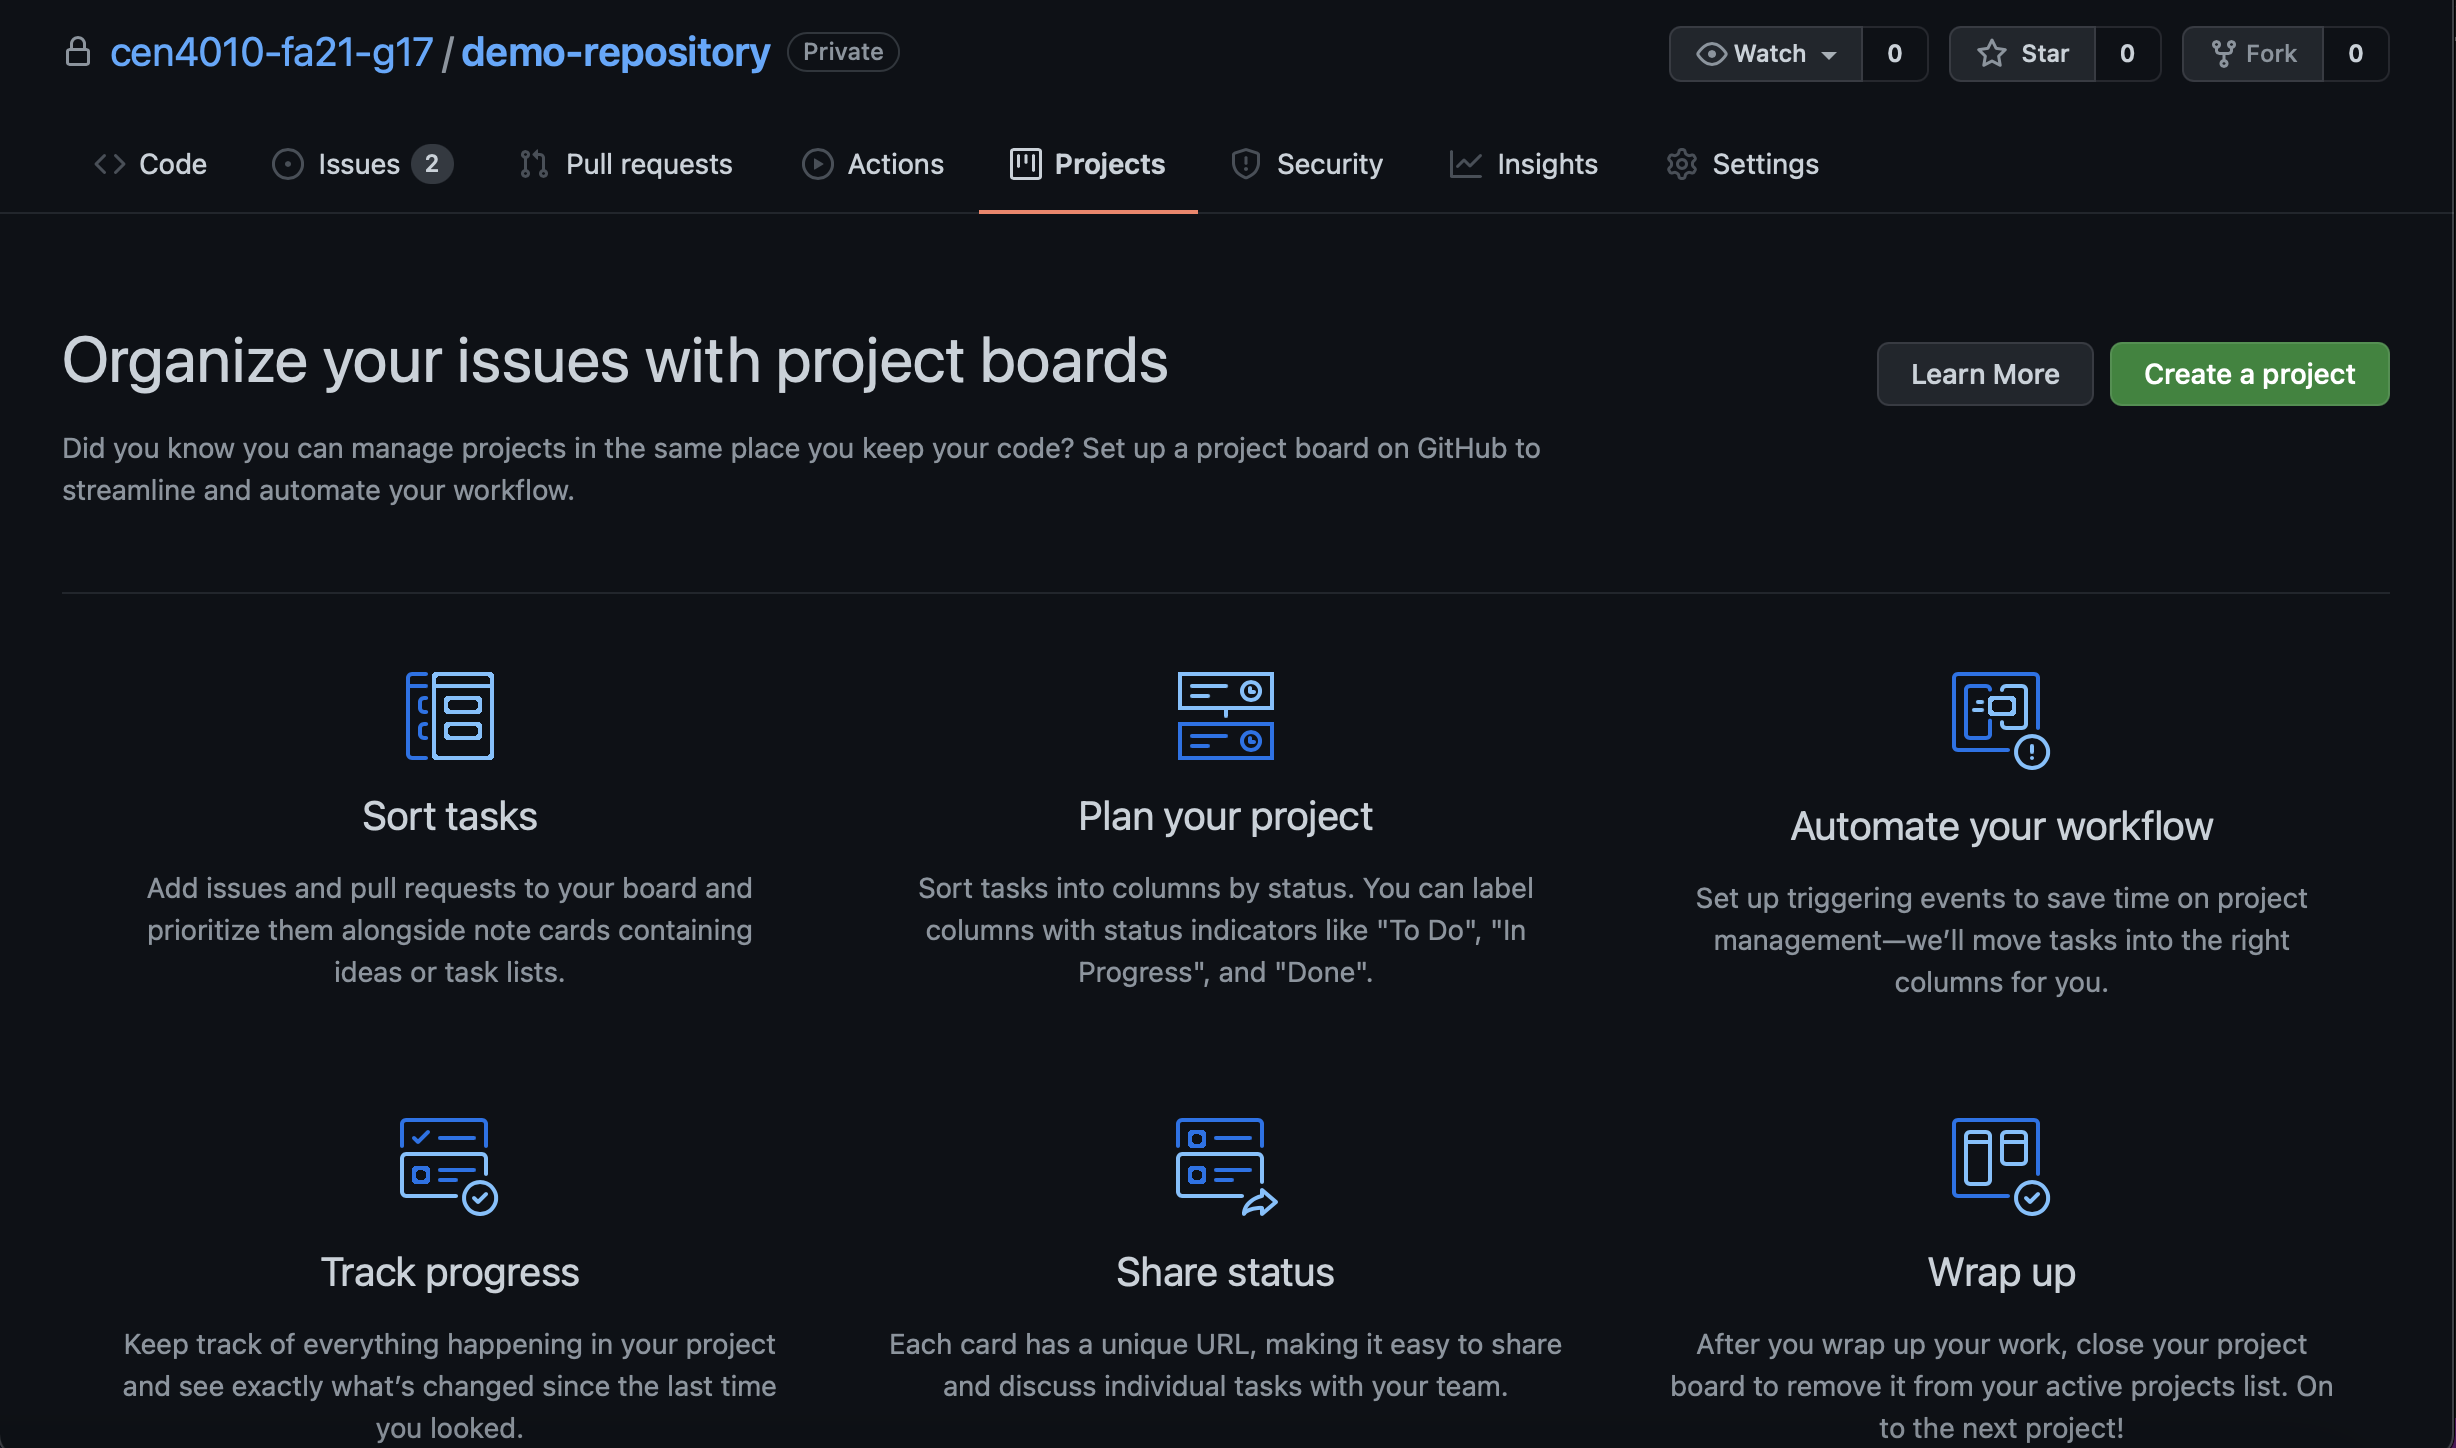 cen4010-fa21-g17 / demo-repository Private Watch 0 Star 0 Fork 0
Code Issues 2 Pull requests Actions Projects Security Insights Settings
Organize your issues with project boards
Learn More Create a project
Did you know you can manage projects in the same place you keep your code? Set up a project board on GitHub to
streamline and automate your workflow.
Sort tasks
Add issues and pull requests to your board and
prioritize them alongside note cards containing
ideas or task lists.
Plan your project
Sort tasks into columns by status. You can label
columns with status indicators like "To Do", "In
Progress", and "Done".
Automate your workflow
Set up triggering events to save time on project
management—we’ll move tasks into the right
columns for you.
Track progress
Keep track of everything happening in your project
and see exactly what’s changed since the last time
you looked.
Share status
Each card has a unique URL, making it easy to share
and discuss individual tasks with your team.
Wrap up
After you wrap up your work, close your project
board to remove it from your active projects list. On
to the next project!